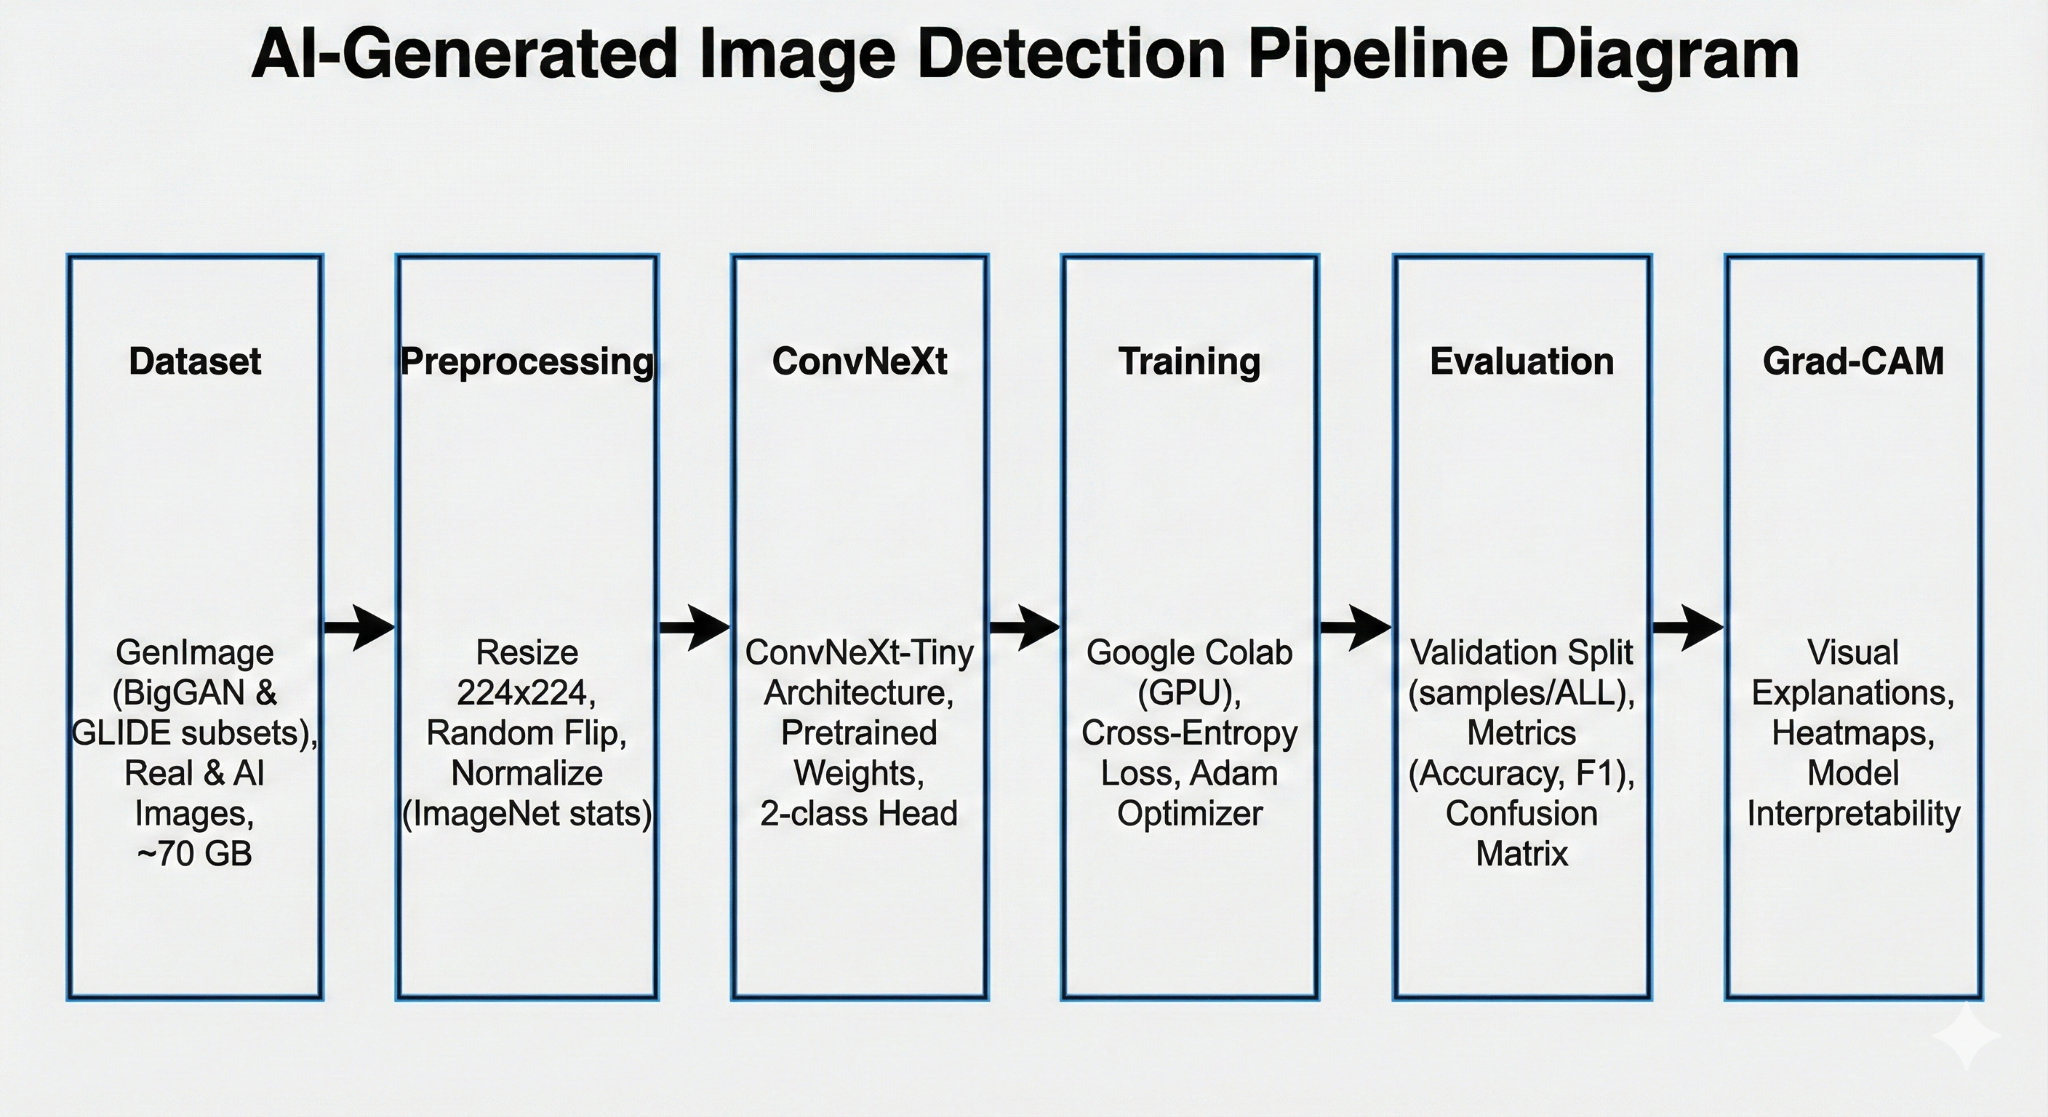 AI-Generated Image Detection Pipeline Diagram
Dataset
GenImage
(BigGAN &
GLIDE subsets),
Real & AI
Images,
~70 GB
Preprocessing
Resize
224x224,
Random Flip,
Normalize
(ImageNet stats)
ConvNeXt
ConvNeXt-Tiny
Architecture,
Pretrained
Weights,
2-class Head
Training
Google Colab
(GPU),
Cross-Entropy
Loss, Adam
Optimizer
Evaluation
Validation Split
(samples/ALL),
Metrics
(Accuracy, F1),
Confusion
Matrix
Grad-CAM
Visual
Explanations,
Heatmaps,
Model
Interpretability